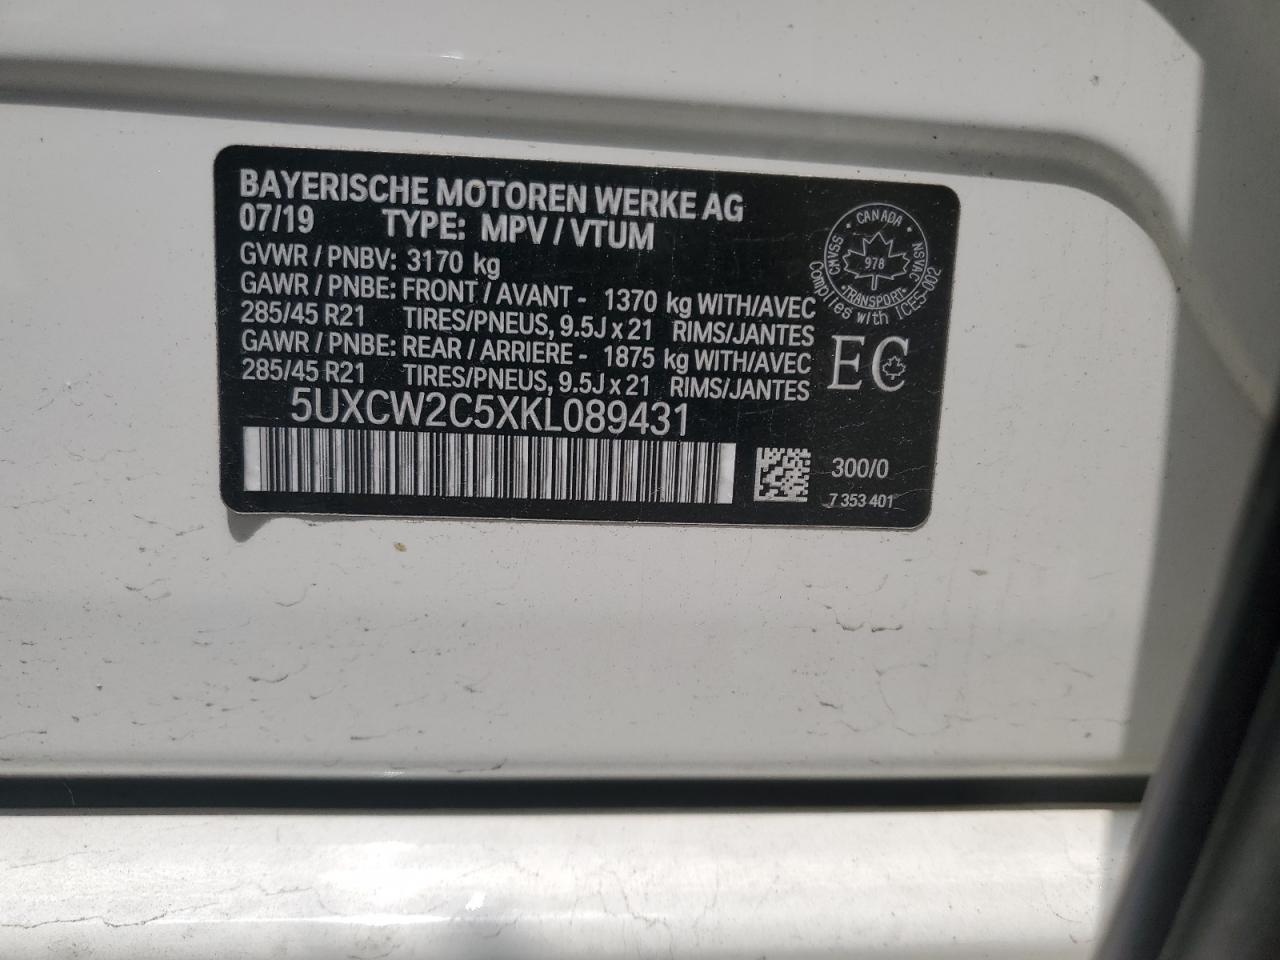 BAYERISCHE MOTOREN WERKE AG
07/19 TYPE: MPV / VTUM
GVWR / PNBV: 3170 kg
GAWR / PNBE: FRONT / AVANT - 1370 kg WITH/AVEC
285/45 R21 TIRES/PNEUS, 9.5J x 21 RIMS/JANTES
GAWR / PNBE: REAR / ARRIERE - 1875 kg WITH/AVEC
285/45 R21 TIRES/PNEUS, 9.5J x 21 RIMS/JANTES
5UXCW2C5XKL089431
CANADA
CMVSS
NSVAC
978
TRANSPORT
Complies with ICES-002
EC
300/0
7 353 401